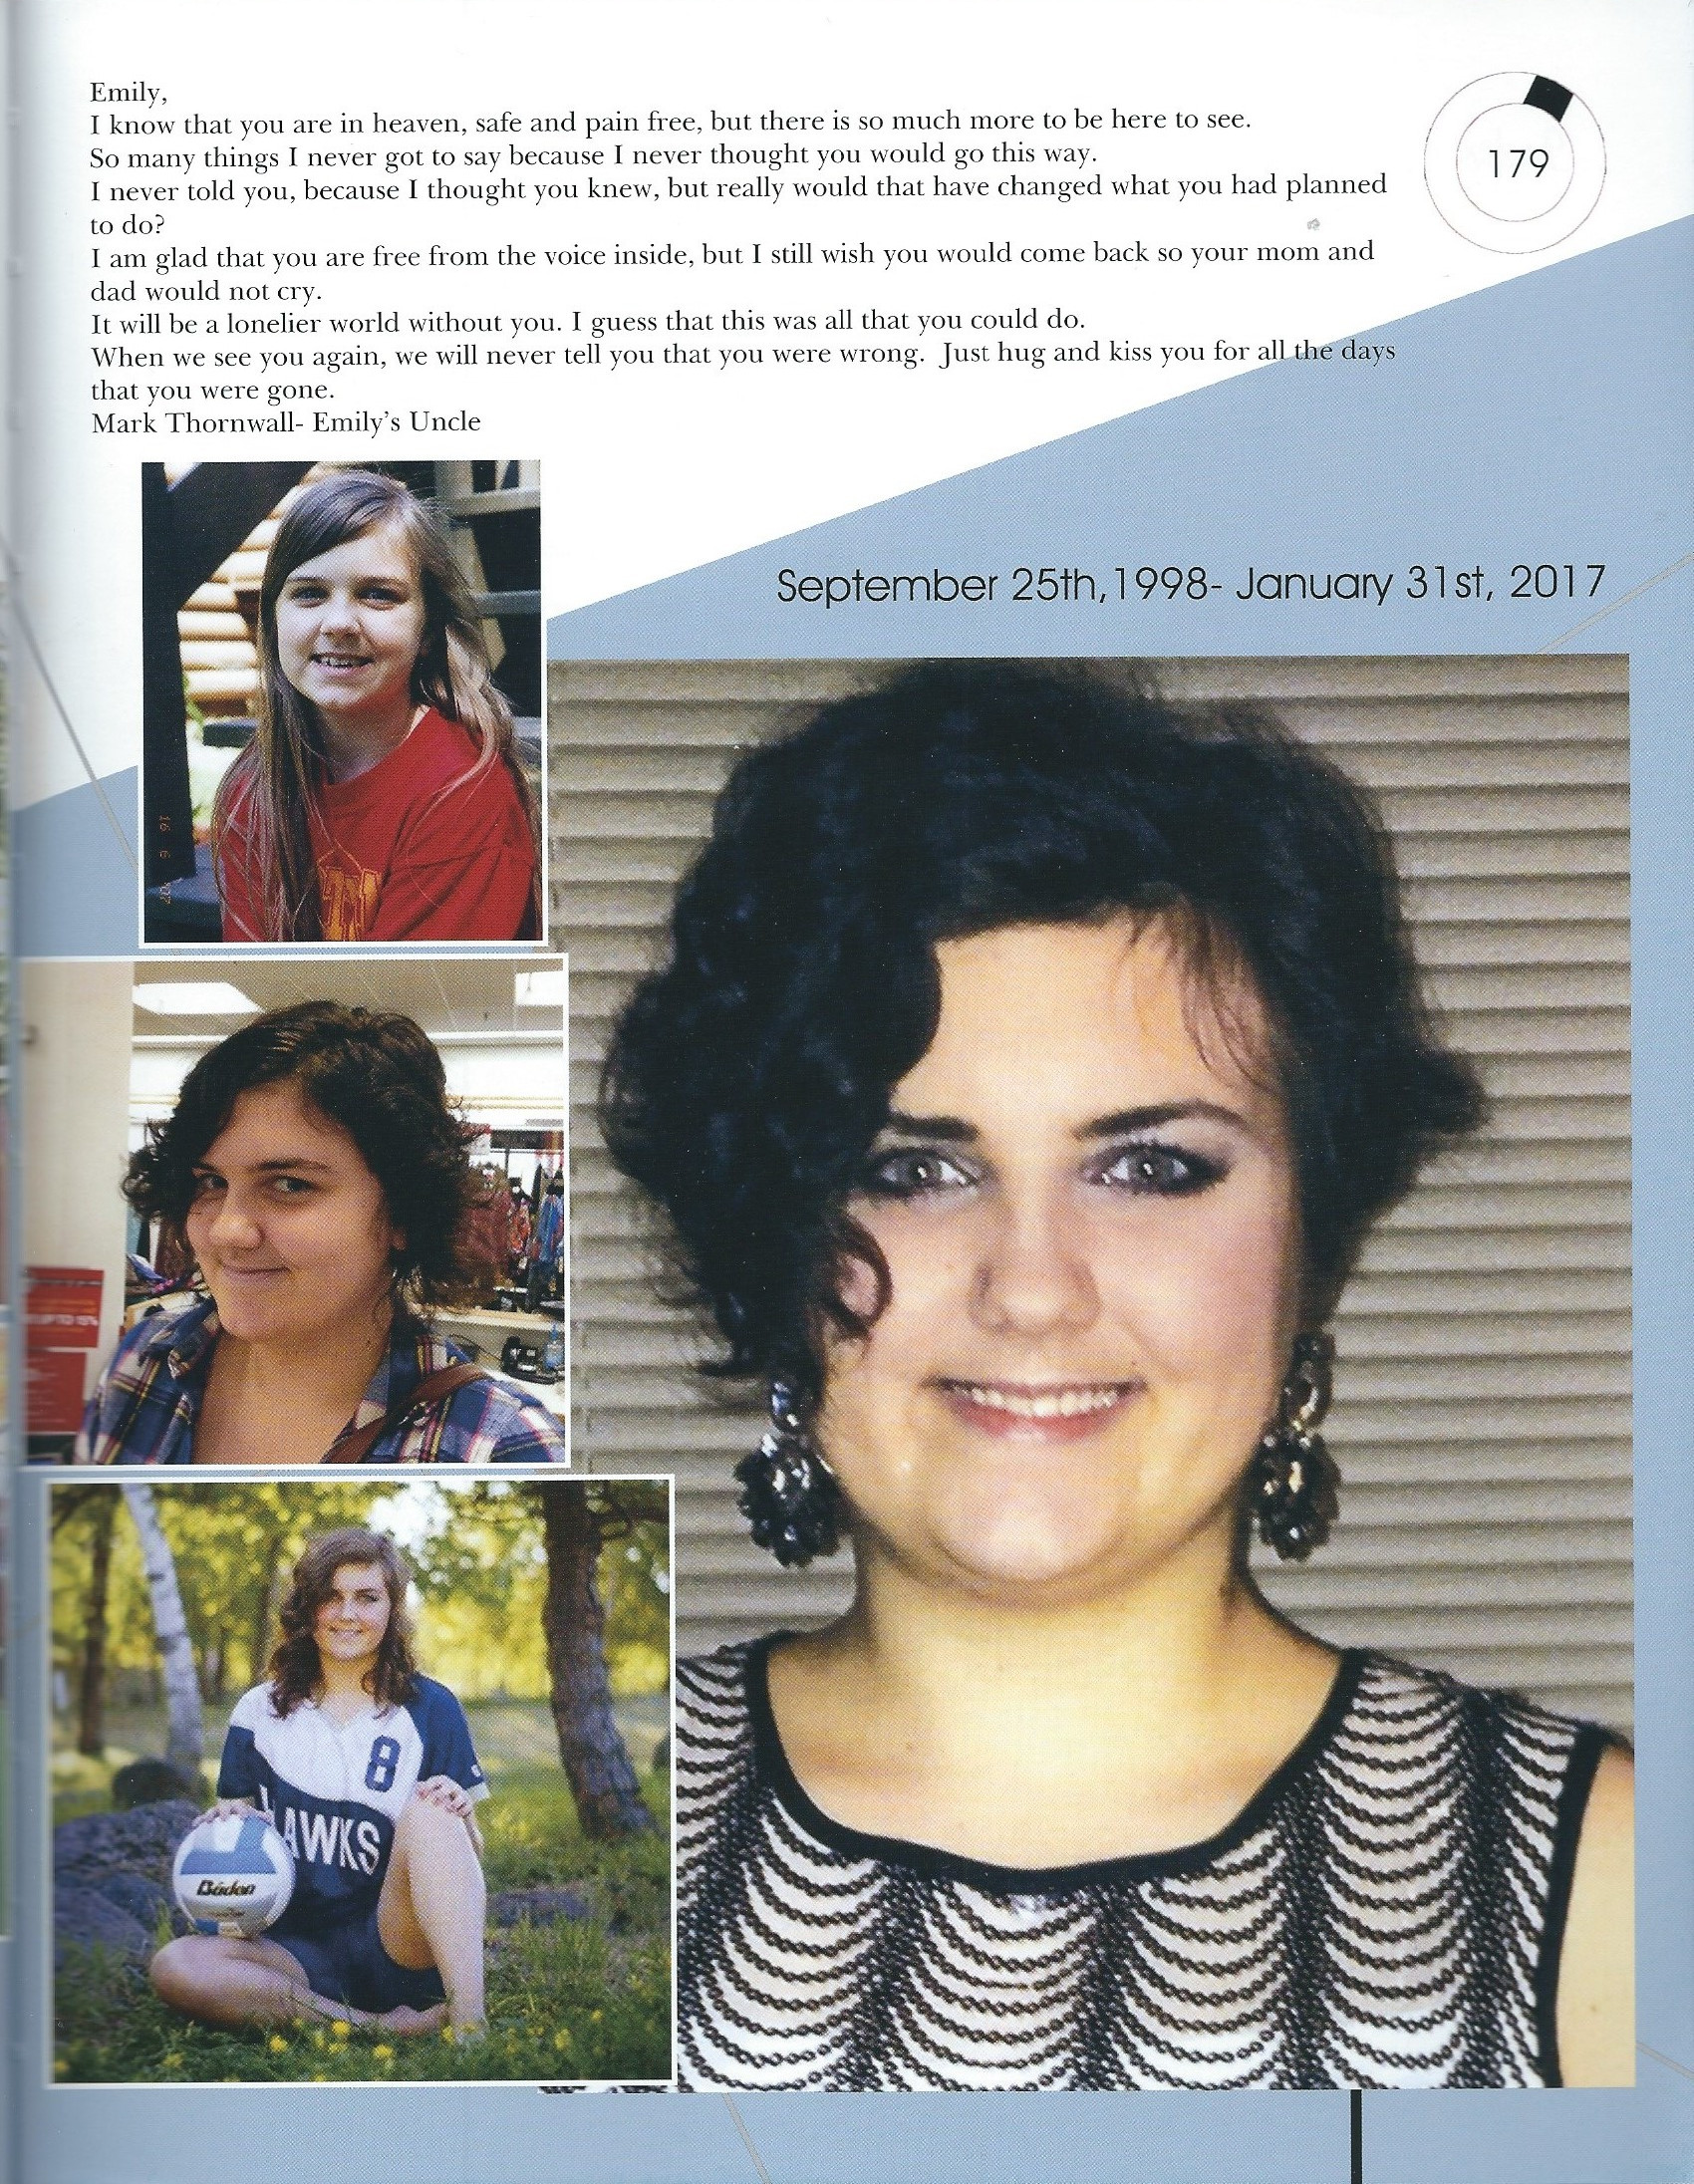 Emily,
I know that you are in heaven, safe and pain free, but there is so much more to be here to see.
So many things I never got to say because I never thought you would go this way.
I never told you, because I thought you knew, but really would that have changed what you had planned
to do?
I am glad that you are free from the voice inside, but I still wish you would come back so your mom and
dad would not cry.
It will be a lonelier world without you. I guess that this was all that you could do.
When we see you again, we will never tell you that you were wrong.  Just hug and kiss you for all the days
that you were gone.
Mark Thornwall- Emily's Uncle
179
September 25th,1998- January 31st, 2017
16 6 '07
8
HAWKS
Baden